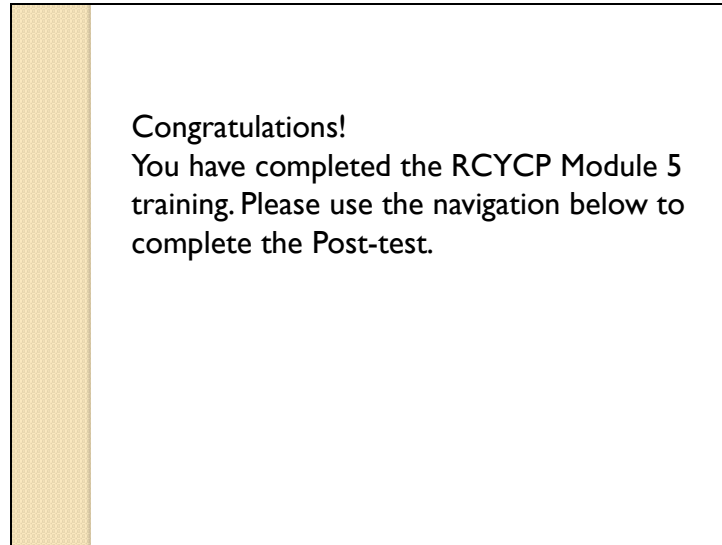 Congratulations!
You have completed the RCYCP Module 5
training. Please use the navigation below to
complete the Post-test.